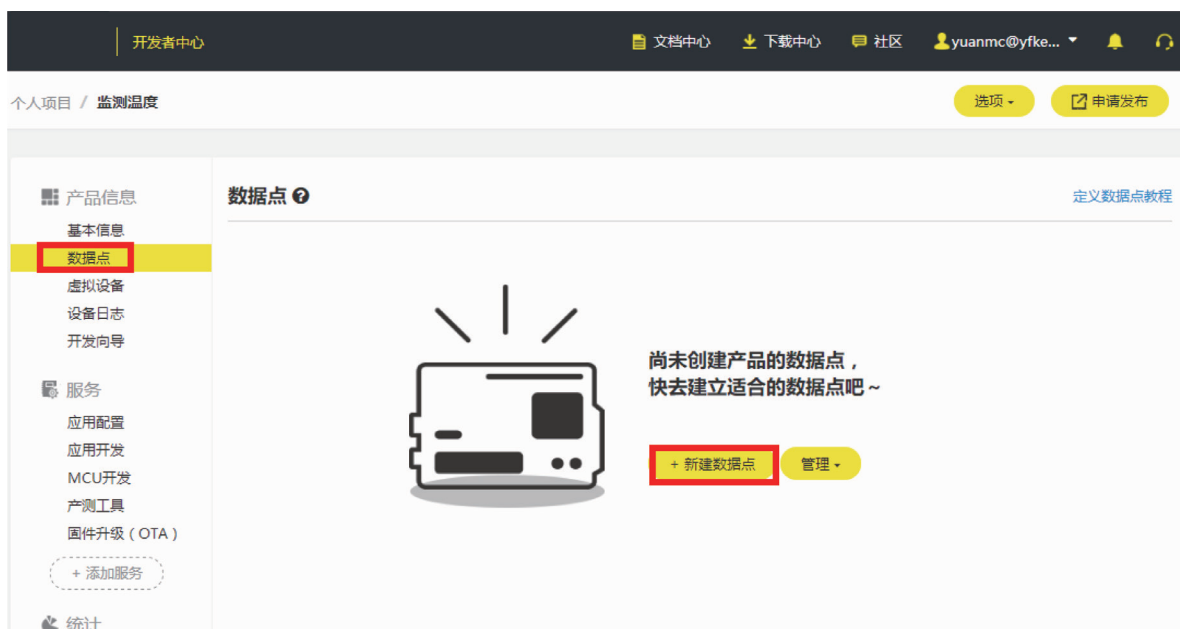 开发者中心
文档中心
下载中心
社区
yuanmc@yfke...
个人项目 / 监测温度
选项
申请发布
产品信息
基本信息
数据点
虚拟设备
设备日志
开发向导
服务
应用配置
应用开发
MCU开发
产测工具
固件升级（OTA）
+ 添加服务
统计
数据点
定义数据点教程
尚未创建产品的数据点，
快去建立适合的数据点吧~
+ 新建数据点
管理